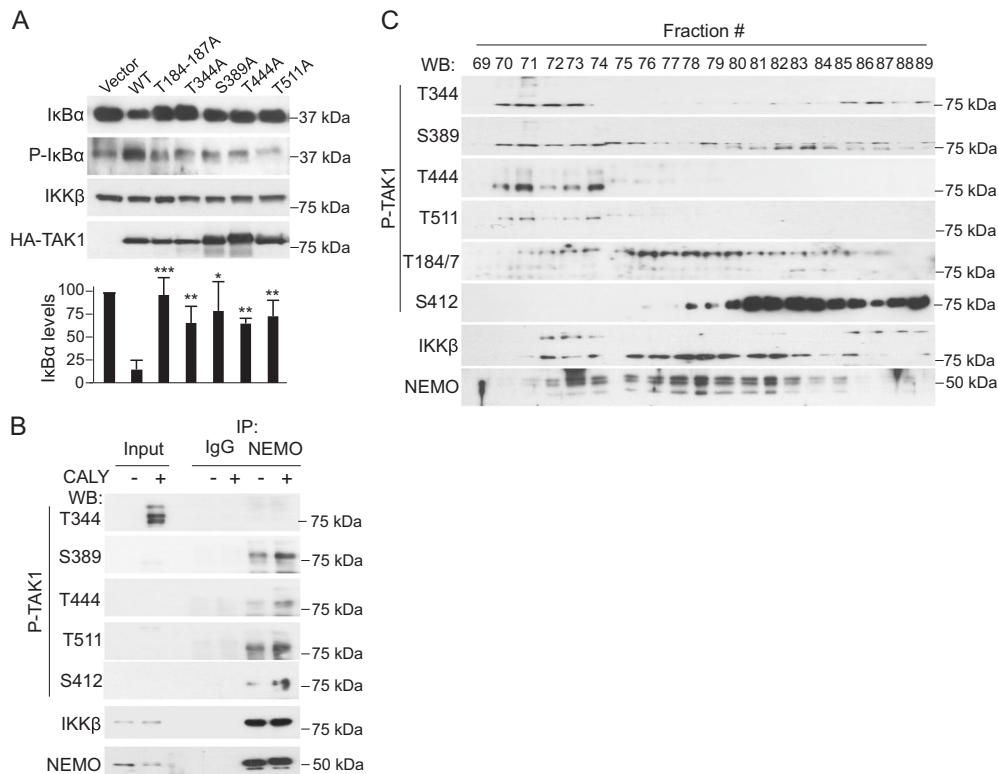 A
Vector
WT
T184-187A
T344A
S389A
T444A
T511A
IκBα
–37 kDa
P-IκBα
–37 kDa
IKKβ
–75 kDa
HA-TAK1
–75 kDa
IκBα levels
100
75
50
25
0
***
**
*
**
**
B
IP:
Input
IgG
NEMO
CALY
- + - + - +
WB:
P-TAK1
T344
–75 kDa
S389
–75 kDa
T444
–75 kDa
T511
–75 kDa
S412
–75 kDa
IKKβ
–75 kDa
NEMO
–50 kDa
C
Fraction #
WB:
69 70 71 72 73 74 75 76 77 78 79 80 81 82 83 84 85 86 87 88 89
P-TAK1
T344
–75 kDa
S389
–75 kDa
T444
–75 kDa
T511
–75 kDa
T184/7
–75 kDa
S412
–75 kDa
IKKβ
–75 kDa
NEMO
–50 kDa